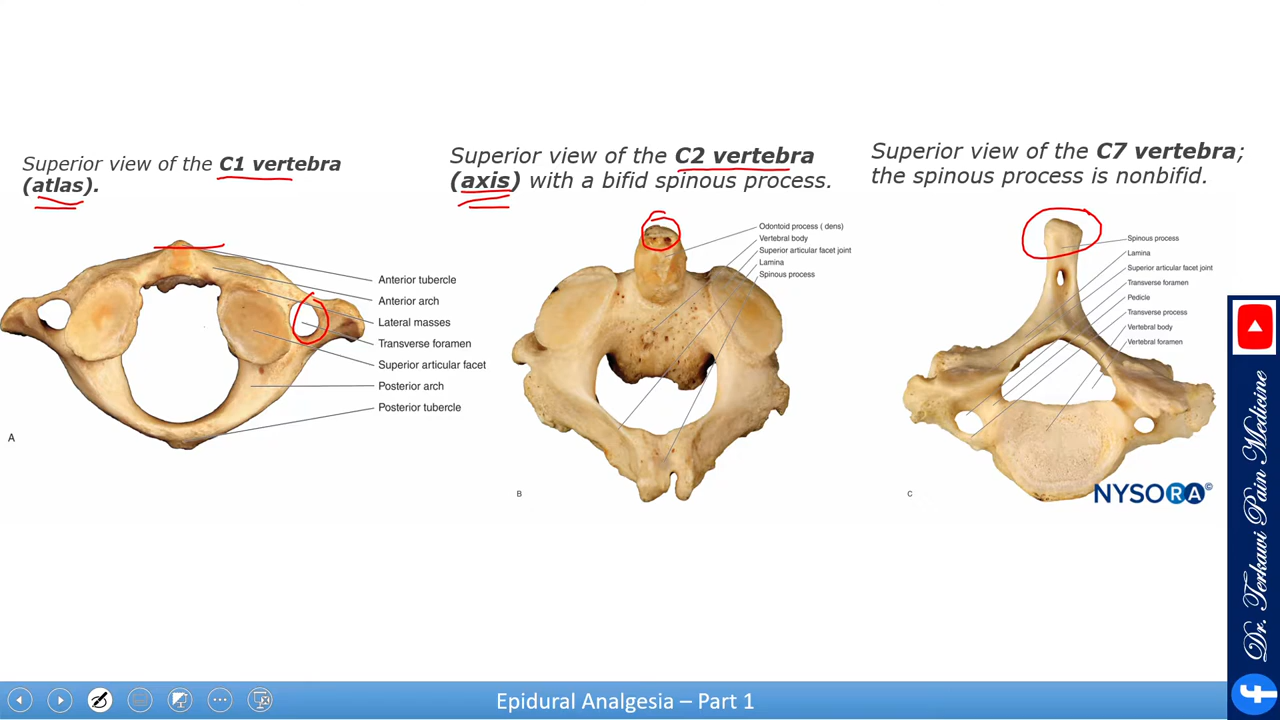 Superior view of the C1 vertebra
(atlas).
Superior view of the C2 vertebra
(axis) with a bifid spinous process.
Superior view of the C7 vertebra;
the spinous process is nonbifid.
Anterior tubercle
Anterior arch
Lateral masses
Transverse foramen
Superior articular facet
Posterior arch
Posterior tubercle
A
Odontoid process ( dens)
Vertebral body
Superior articular facet joint
Lamina
Spinous process
B
Spinous process
Lamina
Superior articular facet joint
Transverse foramen
Pedicle
Transverse process
Vertebral body
Vertebral foramen
C
NYSORA©
Dr. Terkawi Pain Medicine
Epidural Analgesia – Part 1